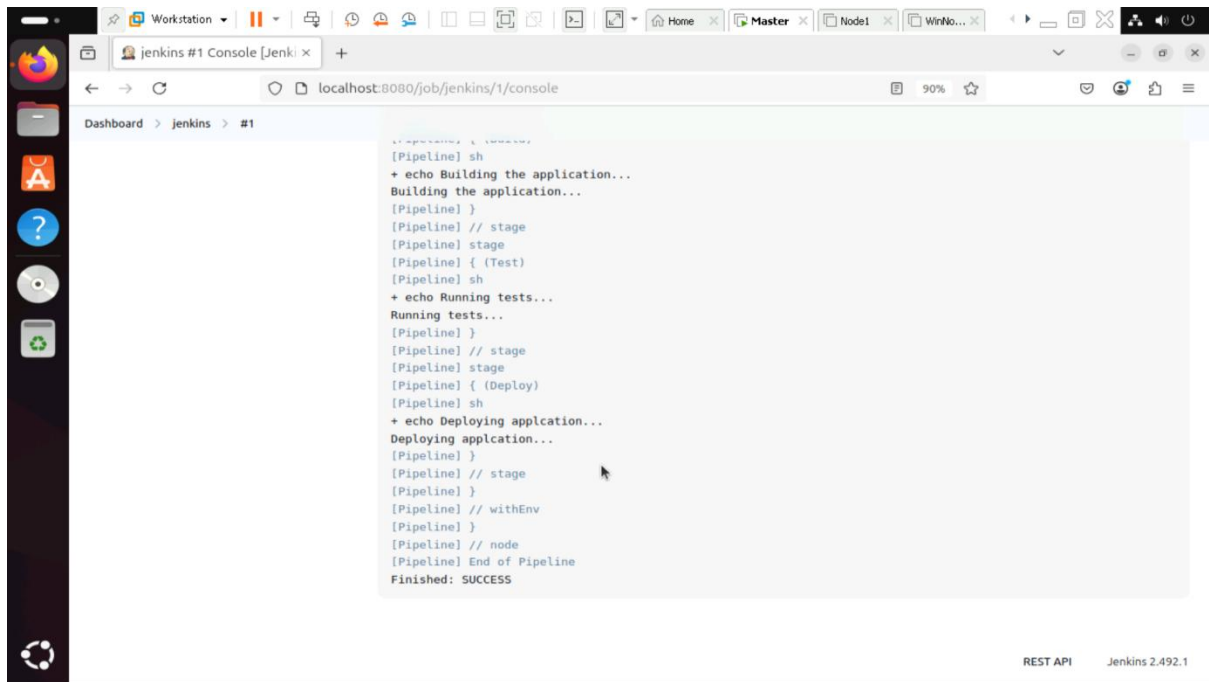 Workstation
Home
Master
Node1
WinNo...
jenkins #1 Console [Jenki
localhost:8080/job/jenkins/1/console
90%
Dashboard > jenkins > #1
[Pipeline] { (Build)
[Pipeline] sh
+ echo Building the application...
Building the application...
[Pipeline] }
[Pipeline] // stage
[Pipeline] stage
[Pipeline] { (Test)
[Pipeline] sh
+ echo Running tests...
Running tests...
[Pipeline] }
[Pipeline] // stage
[Pipeline] stage
[Pipeline] { (Deploy)
[Pipeline] sh
+ echo Deploying applcation...
Deploying applcation...
[Pipeline] }
[Pipeline] // stage
[Pipeline] }
[Pipeline] // withEnv
[Pipeline] }
[Pipeline] // node
[Pipeline] End of Pipeline
Finished: SUCCESS
REST API
Jenkins 2.492.1